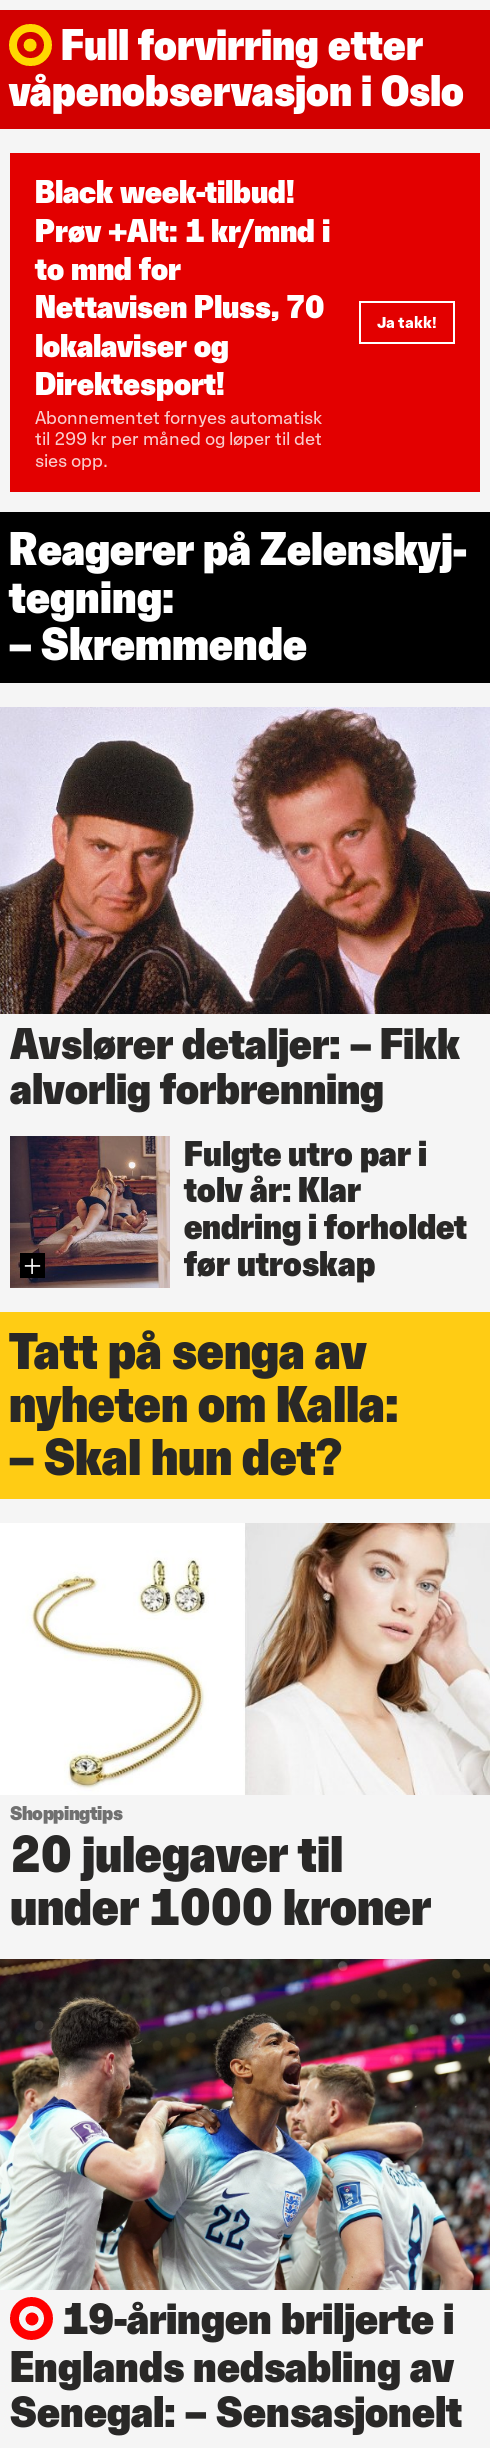 Full forvirring etter
våpenobservasjon i Oslo
Black week-tilbud!
Prøv +Alt: 1 kr/mnd i
to mnd for
Nettavisen Pluss, 70
lokalaviser og
Direktesport!
Ja takk!
Abonnementet fornyes automatisk
til 299 kr per måned og løper til det
sies opp.
Reagerer på Zelenskyj-
tegning:
– Skremmende
Avslører detaljer: – Fikk
alvorlig forbrenning
Fulgte utro par i
tolv år: Klar
endring i forholdet
før utroskap
Tatt på senga av
nyheten om Kalla:
– Skal hun det?
Shoppingtips
20 julegaver til
under 1000 kroner
22
8
19-åringen briljerte i
Englands nedsabling av
Senegal: – Sensasjonelt